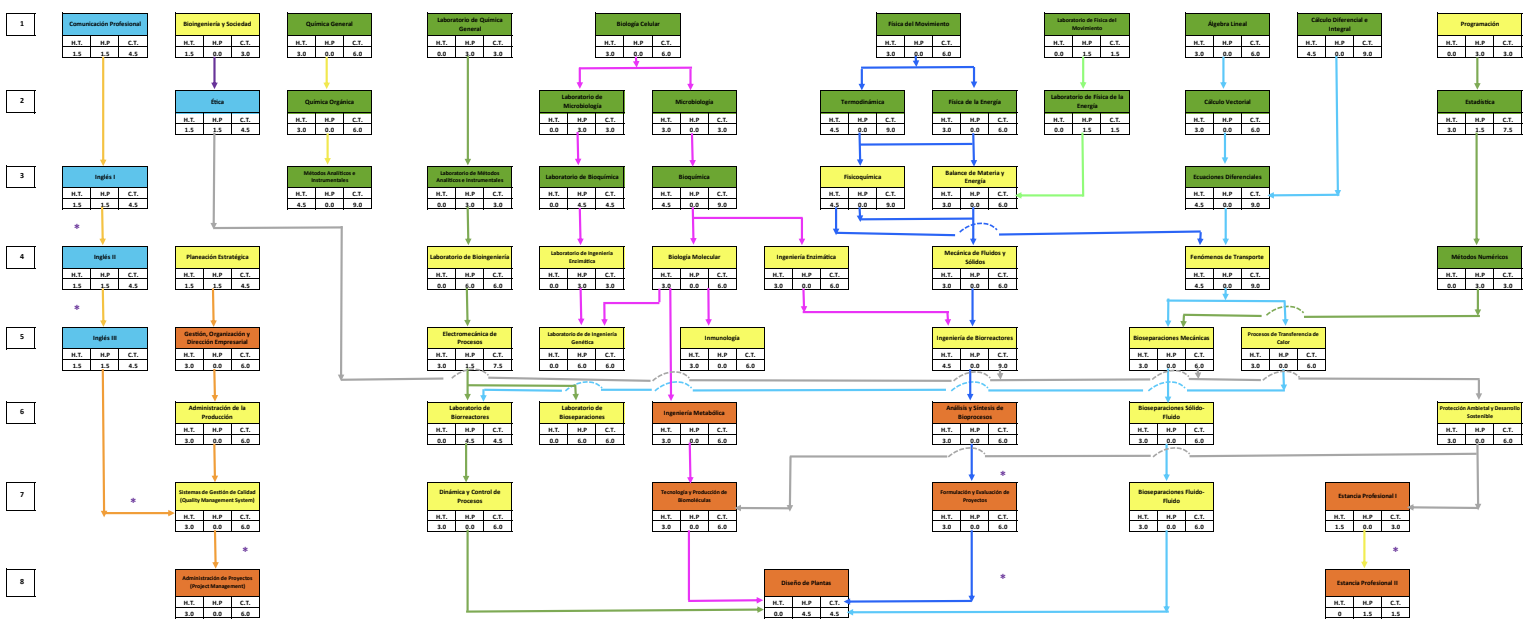 1
Comunicación Profesional
H.T. H.P C.T.
1.5 1.5 4.5
Bioingeniería y Sociedad
H.T. H.P C.T.
1.5 0.0 3.0
Química General
H.T. H.P C.T.
3.0 0.0 6.0
Laboratorio de Química
General
H.T. H.P C.T.
0.0 3.0 3.0
Biología Celular
H.T. H.P C.T.
3.0 0.0 6.0
Física del Movimiento
H.T. H.P C.T.
3.0 0.0 6.0
Laboratorio de Física del
Movimiento
H.T. H.P C.T.
0.0 1.5 1.5
Álgebra Lineal
H.T. H.P C.T.
3.0 0.0 6.0
Cálculo Diferencial e
Integral
H.T. H.P C.T.
4.5 0.0 9.0
Programación
H.T. H.P C.T.
0.0 3.0 3.0
2
Ética
H.T. H.P C.T.
1.5 1.5 4.5
Química Orgánica
H.T. H.P C.T.
3.0 0.0 6.0
Laboratorio de
Microbiología
H.T. H.P C.T.
0.0 3.0 3.0
Microbiología
H.T. H.P C.T.
3.0 0.0 3.0
Termodinámica
H.T. H.P C.T.
4.5 0.0 9.0
Física de la Energía
H.T. H.P C.T.
3.0 0.0 6.0
Laboratorio de Física de la
Energía
H.T. H.P C.T.
0.0 1.5 1.5
Cálculo Vectorial
H.T. H.P C.T.
3.0 0.0 6.0
Estadística
H.T. H.P C.T.
3.0 1.5 7.5
3
Inglés I
H.T. H.P C.T.
1.5 1.5 4.5
Métodos Analíticos e
Instrumentales
H.T. H.P C.T.
4.5 0.0 9.0
Laboratorio de Métodos
Analíticos e Instrumentales
H.T. H.P C.T.
0.0 3.0 3.0
Laboratorio de Bioquímica
H.T. H.P C.T.
0.0 4.5 4.5
Bioquímica
H.T. H.P C.T.
4.5 0.0 9.0
Fisicoquímica
H.T. H.P C.T.
4.5 0.0 9.0
Balance de Materia y
Energía
H.T. H.P C.T.
3.0 0.0 6.0
Ecuaciones Diferenciales
H.T. H.P C.T.
4.5 0.0 9.0
*
4
Inglés II
H.T. H.P C.T.
1.5 1.5 4.5
Planeación Estratégica
H.T. H.P C.T.
1.5 1.5 4.5
Laboratorio de Bioingeniería
H.T. H.P C.T.
0.0 6.0 6.0
Laboratorio de Ingeniería
Enzimática
H.T. H.P C.T.
0.0 3.0 3.0
Biología Molecular
H.T. H.P C.T.
3.0 0.0 6.0
Ingeniería Enzimática
H.T. H.P C.T.
3.0 0.0 6.0
Mecánica de Fluidos y
Sólidos
H.T. H.P C.T.
3.0 0.0 6.0
Fenómenos de Transporte
H.T. H.P C.T.
4.5 0.0 9.0
Métodos Numéricos
H.T. H.P C.T.
0.0 3.0 3.0
*
5
Inglés III
H.T. H.P C.T.
1.5 1.5 4.5
Gestión, Organización y
Dirección Empresarial
H.T. H.P C.T.
3.0 0.0 6.0
Electromecánica de
Procesos
H.T. H.P C.T.
3.0 1.5 7.5
Laboratorio de de Ingeniería
Genética
H.T. H.P C.T.
0.0 6.0 6.0
Inmunología
H.T. H.P C.T.
3.0 0.0 6.0
Ingeniería de Biorreactores
H.T. H.P C.T.
4.5 0.0 9.0
Bioseparaciones Mecánicas
H.T. H.P C.T.
3.0 0.0 6.0
Procesos de Transferencia de
Calor
H.T. H.P C.T.
3.0 0.0 6.0
6
Administración de la
Producción
H.T. H.P C.T.
3.0 0.0 6.0
Laboratorio de
Biorreactores
H.T. H.P C.T.
0.0 4.5 4.5
Laboratorio de
Bioseparaciones
H.T. H.P C.T.
0.0 6.0 6.0
Ingeniería Metabólica
H.T. H.P C.T.
3.0 0.0 6.0
Análisis y Síntesis de
Bioprocesos
H.T. H.P C.T.
3.0 0.0 6.0
Bioseparaciones Sólido-
Fluido
H.T. H.P C.T.
3.0 0.0 6.0
Protección Ambietal y Desarrollo
Sostenible
H.T. H.P C.T.
3.0 0.0 6.0
*
*
7
Sistemas de Gestión de Calidad
(Quality Management System)
H.T. H.P C.T.
3.0 0.0 6.0
Dinámica y Control de
Procesos
H.T. H.P C.T.
3.0 0.0 6.0
Tecnología y Producción de
Biomoléculas
H.T. H.P C.T.
3.0 0.0 6.0
Formulación y Evaluación de
Proyectos
H.T. H.P C.T.
3.0 0.0 6.0
Bioseparaciones Fluido-
Fluido
H.T. H.P C.T.
3.0 0.0 6.0
Estancia Profesional I
H.T. H.P C.T.
1.5 0.0 3.0
*
*
*
8
Administración de Proyectos
(Project Management)
H.T. H.P C.T.
3.0 0.0 6.0
Diseño de Plantas
H.T. H.P C.T.
0.0 4.5 4.5
Estancia Profesional II
H.T. H.P C.T.
0 1.5 1.5